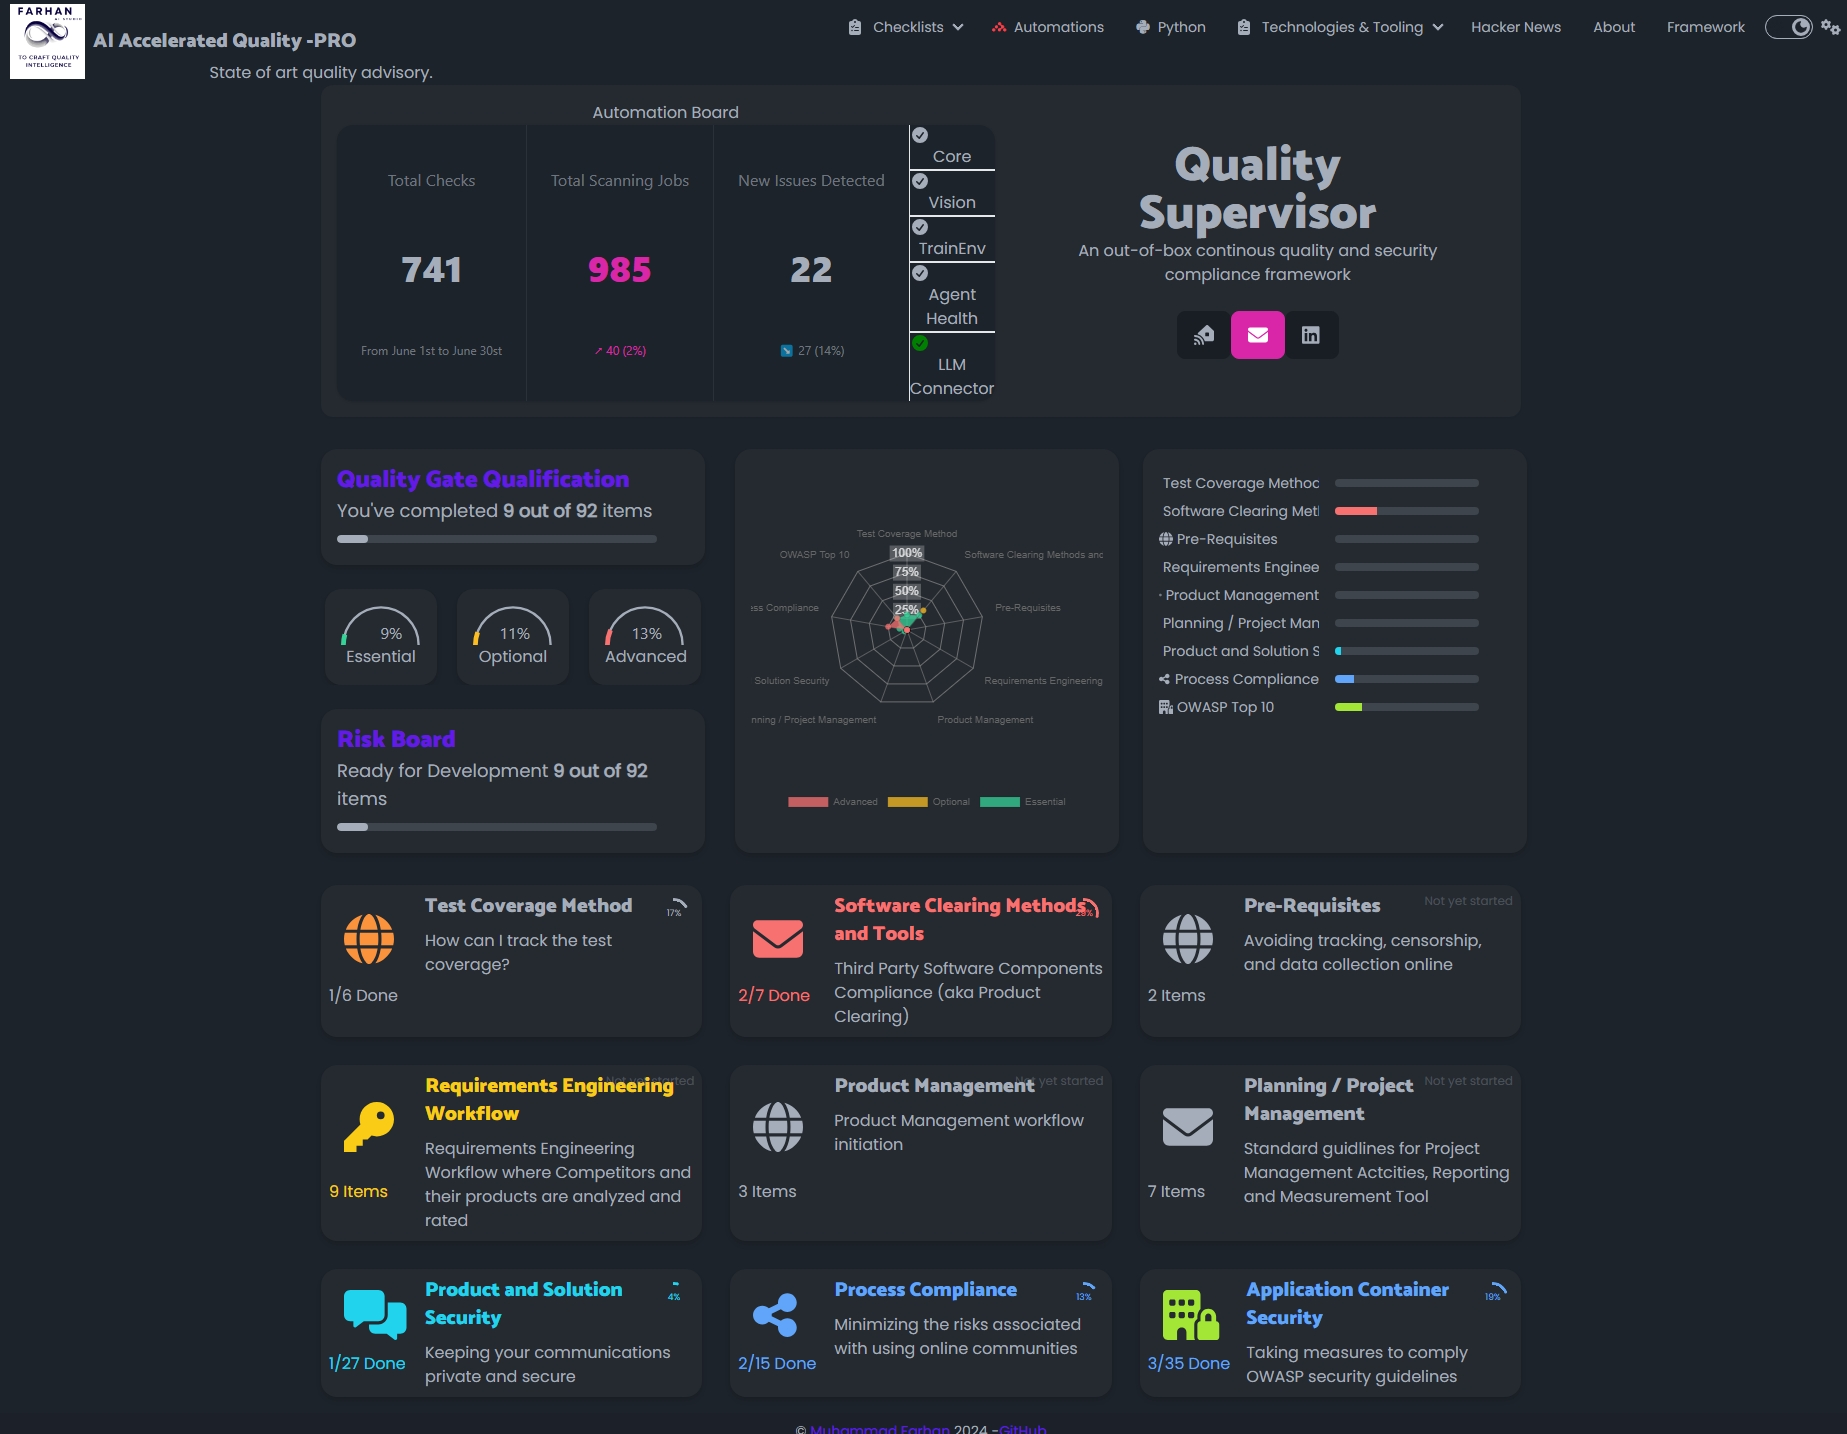 FARHAN
AI STUDIO
TO CRAFT QUALITY
INTELLIGENCE
AI Accelerated Quality -PRO
State of art quality advisory.
Checklists
Automations
Python
Technologies & Tooling
Hacker News
About
Framework
Automation Board
Total Checks
741
From June 1st to June 30st
Total Scanning Jobs
985
↗ 40 (2%)
New Issues Detected
22
↘ 27 (14%)
Core
Vision
TrainEnv
Agent
Health
LLM
Connector
Quality
Supervisor
An out-of-box continous quality and security
compliance framework
Quality Gate Qualification
You've completed 9 out of 92 items
9%
Essential
11%
Optional
13%
Advanced
Risk Board
Ready for Development 9 out of 92
items
Test Coverage Method
OWASP Top 10
Software Clearing Methods and
100%
75%
50%
25%
ss Compliance
Pre-Requisites
Solution Security
Requirements Engineering
nning / Project Management
Product Management
Advanced
Optional
Essential
Test Coverage Method
Software Clearing Met
Pre-Requisites
Requirements Enginee
Product Management
Planning / Project Man
Product and Solution S
Process Compliance
OWASP Top 10
Test Coverage Method
17%
How can I track the test
coverage?
1/6 Done
Software Clearing Methods
and Tools
Third Party Software Components
Compliance (aka Product
Clearing)
2/7 Done
Pre-Requisites
Not yet started
Avoiding tracking, censorship,
and data collection online
2 Items
Requirements Engineering
Workflow
Not yet started
Requirements Engineering
Workflow where Competitors and
their products are analyzed and
rated
9 Items
Product Management
Not yet started
Product Management workflow
initiation
3 Items
Planning / Project
Management
Not yet started
Standard guidlines for Project
Management Actcities, Reporting
and Measurement Tool
7 Items
Product and Solution
Security
4%
Keeping your communications
private and secure
1/27 Done
Process Compliance
13%
Minimizing the risks associated
with using online communities
2/15 Done
Application Container
Security
19%
Taking measures to comply
OWASP security guidelines
3/35 Done
© Muhammad Farhan 2024 -GitHub